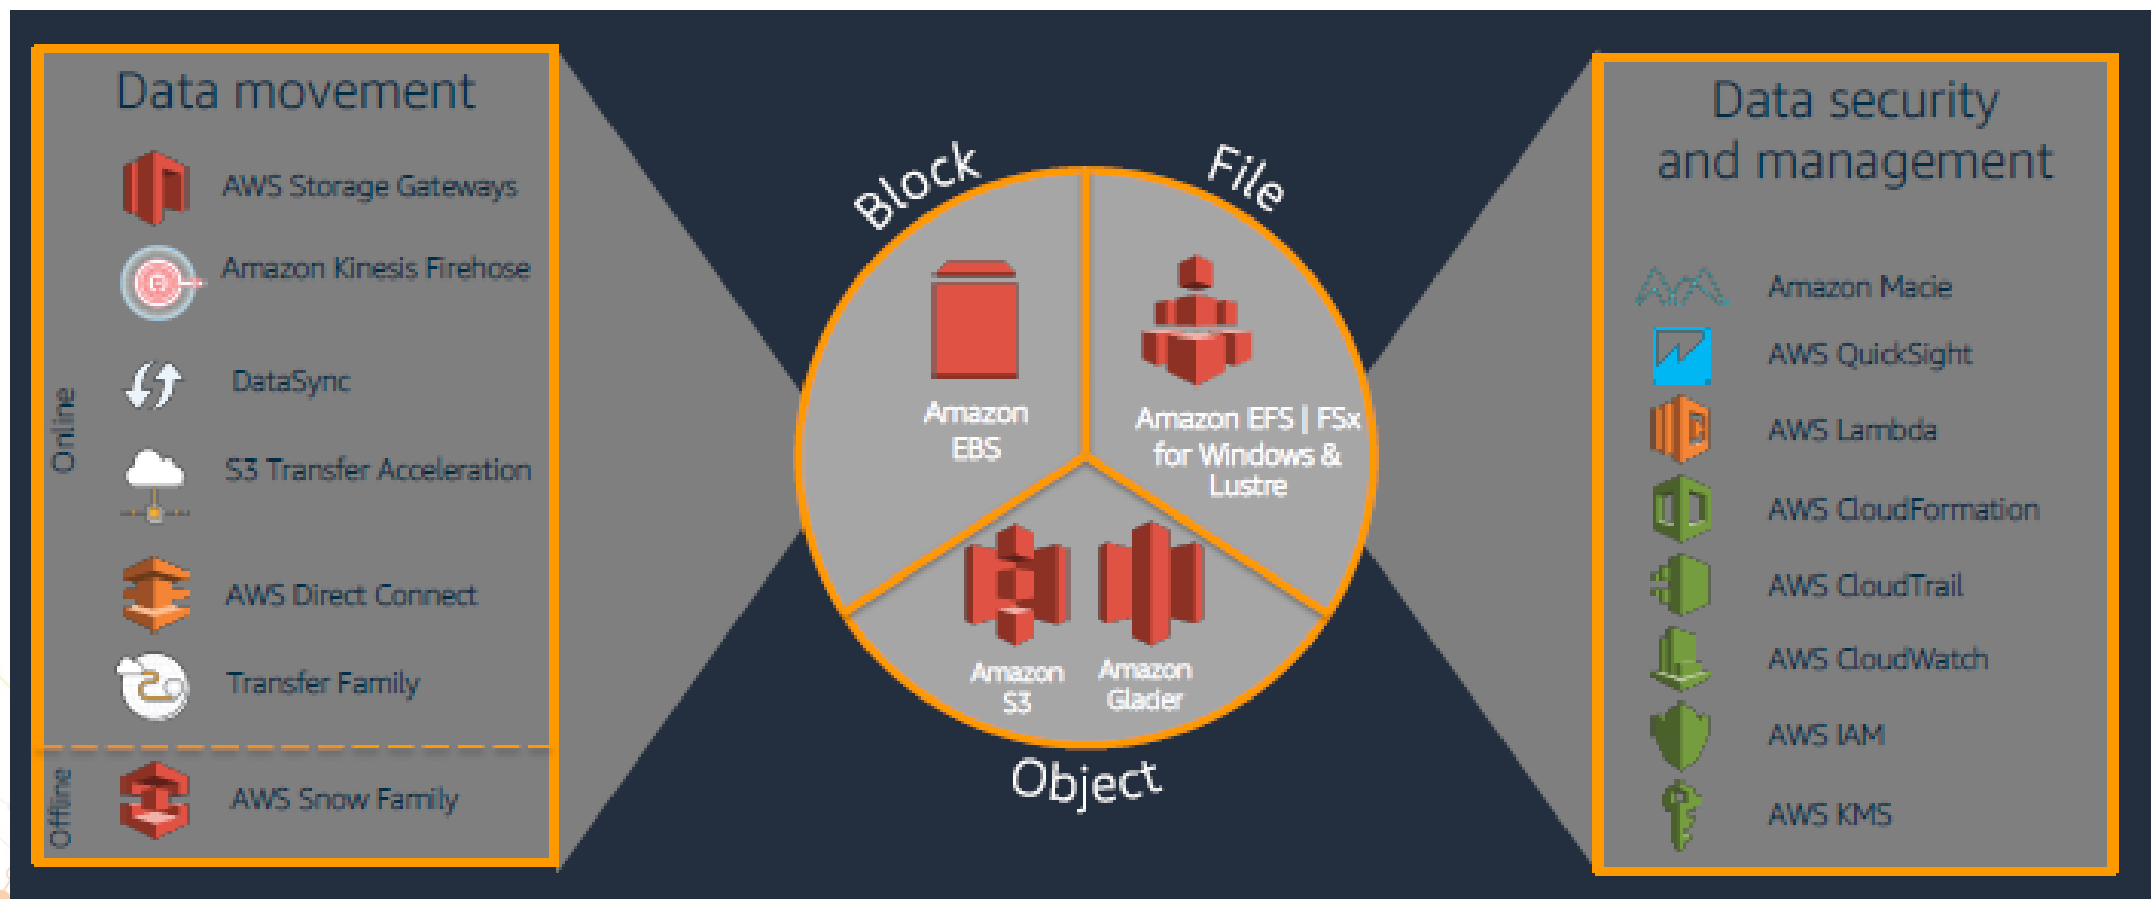 Data movement
AWS Storage Gateways
Amazon Kinesis Firehose
DataSync
S3 Transfer Acceleration
AWS Direct Connect
Transfer Family
Online
AWS Snow Family
Offline
Block
File
Amazon
EBS
Amazon EFS | FSx
for Windows &
Lustre
Amazon
S3
Amazon
Glacier
Object
Data security
and management
Amazon Macie
AWS QuickSight
AWS Lambda
AWS CloudFormation
AWS CloudTrail
AWS CloudWatch
AWS IAM
AWS KMS